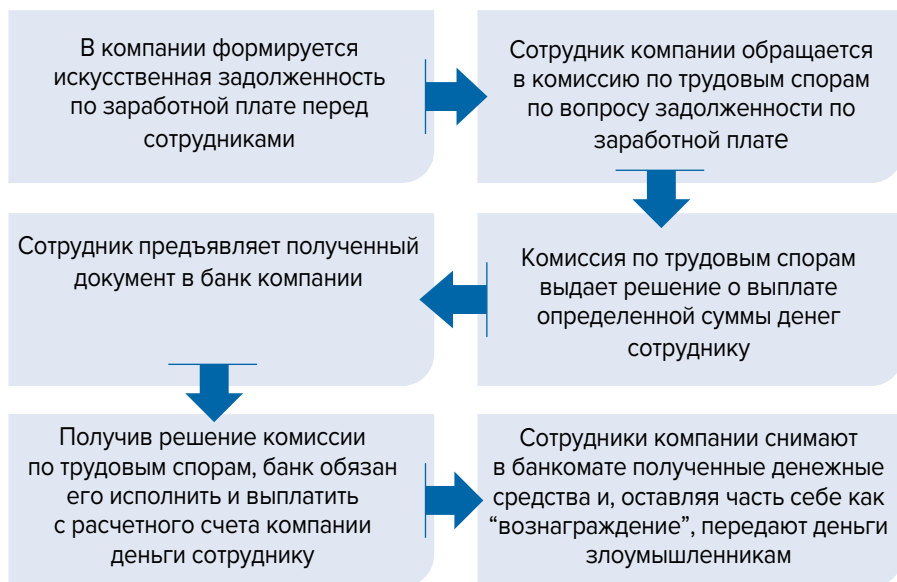 В компании формируется
искусственная задолженность
по заработной плате перед
сотрудниками
Сотрудник компании обращается
в комиссию по трудовым спорам
по вопросу задолженности по
заработной плате
Комиссия по трудовым спорам
выдает решение о выплате
определенной суммы денег
сотруднику
Сотрудник предъявляет полученный
документ в банк компании
Получив решение комиссии
по трудовым спорам, банк обязан
его исполнить и выплатить
с расчетного счета компании
деньги сотруднику
Сотрудники компании снимают
в банкомате полученные денежные
средства и, оставляя часть себе как
“вознаграждение”, передают деньги
злоумышленникам